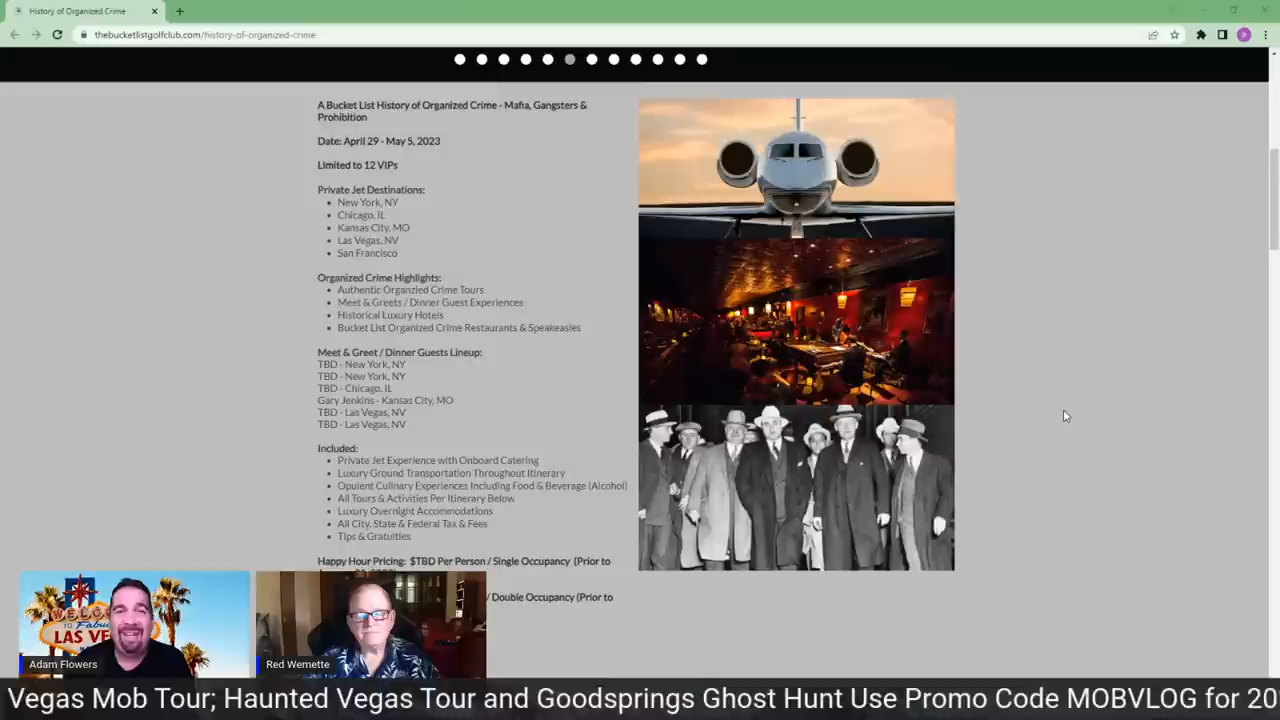 History of Organized Crime
thebucketlistgolfclub.com/history-of-organized-crime
A Bucket List History of Organized Crime - Mafia, Gangsters &
Prohibition
Date: April 29 - May 5, 2023
Limited to 12 VIPs
Private Jet Destinations:
New York, NY
Chicago, IL
Kansas City, MO
Las Vegas, NV
San Francisco
Organized Crime Highlights:
Authentic Organzied Crime Tours
Meet & Greets / Dinner Guest Experiences
Historical Luxury Hotels
Bucket List Organized Crime Restaurants & Speakeasies
Meet & Greet / Dinner Guests Lineup:
TBD - New York, NY
TBD - New York, NY
TBD - Chicago, IL
Gary Jenkins - Kansas City, MO
TBD - Las Vegas, NV
TBD - Las Vegas, NV
Included:
Private Jet Experience with Onboard Catering
Luxury Ground Transportation Throughout Itinerary
Opulent Culinary Experiences Including Food & Beverage (Alcohol)
All Tours & Activities Per Itinerary Below
Luxury Overnight Accommodations
All City, State & Federal Tax & Fees
Tips & Gratuities
Happy Hour Pricing: $TBD Per Person / Single Occupancy (Prior to
/ Double Occupancy (Prior to
WELCOME
TO Fabulous
LAS VE
Adam Flowers
Red Wemette
Vegas Mob Tour; Haunted Vegas Tour and Goodsprings Ghost Hunt Use Promo Code MOBVLOG for 20